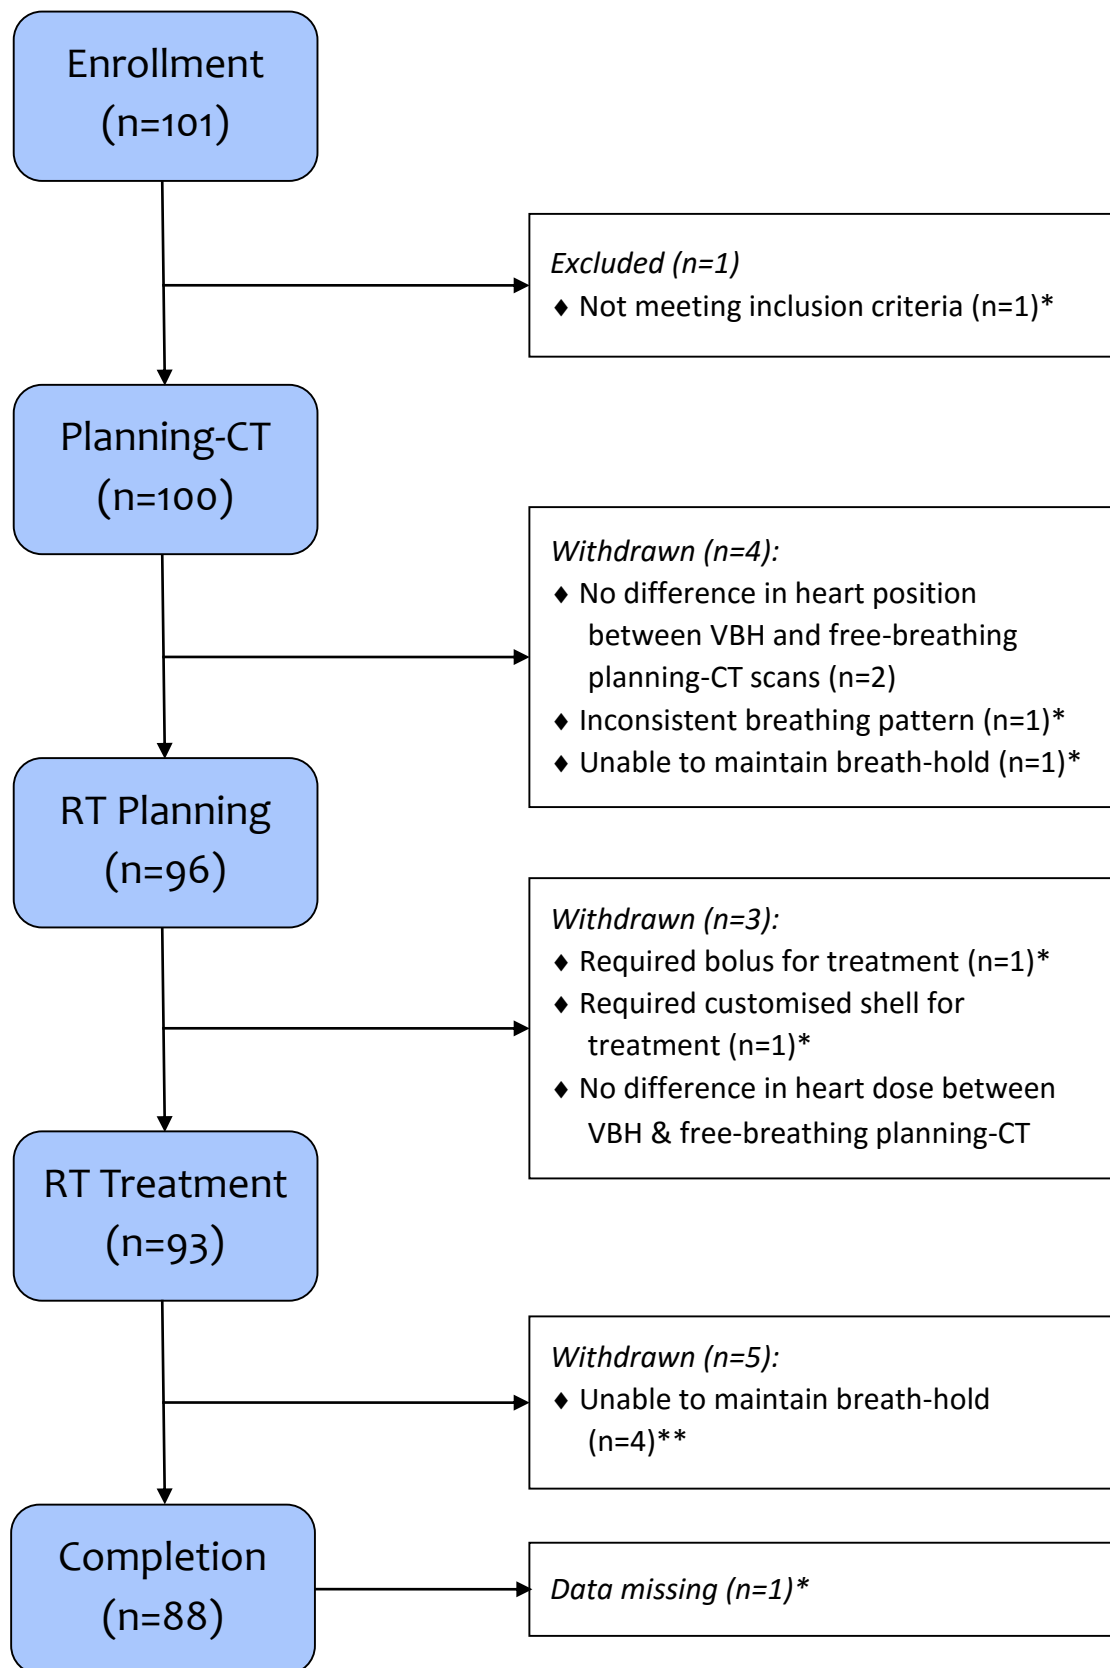 Enrollment
(n=101)
Excluded (n=1)
♦ Not meeting inclusion criteria (n=1)*
Planning-CT
(n=100)
Withdrawn (n=4):
♦ No difference in heart position
between VBH and free-breathing
planning-CT scans (n=2)
♦ Inconsistent breathing pattern (n=1)*
♦ Unable to maintain breath-hold (n=1)*
RT Planning
(n=96)
Withdrawn (n=3):
♦ Required bolus for treatment (n=1)*
♦ Required customised shell for
treatment (n=1)*
♦ No difference in heart dose between
VBH & free-breathing planning-CT
RT Treatment
(n=93)
Withdrawn (n=5):
♦ Unable to maintain breath-hold
(n=4)**
Completion
(n=88)
Data missing (n=1)*